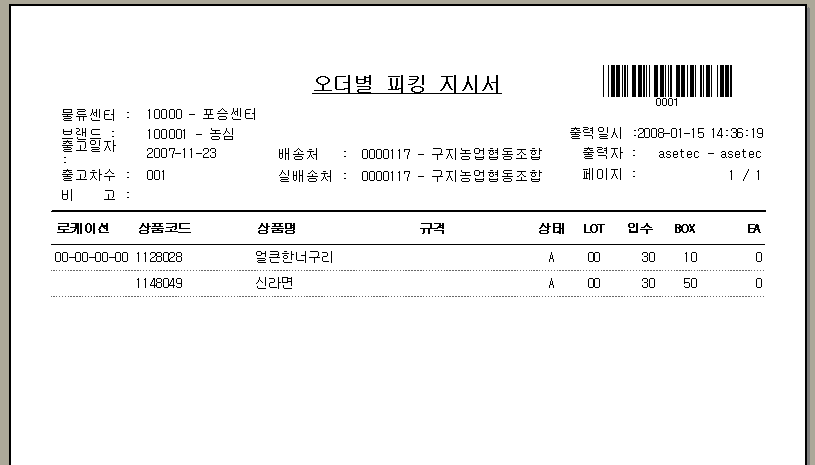 오더별 피킹 지시서
0001
물류센터 : 10000 - 포승센터
브랜드 : 100001 - 농심
출력일시 :2008-01-15 14:36:19
출고일자 : 2007-11-23 배송처 : 0000117 - 구지농업협동조합 출력자 : asetec - asetec
출고차수 : 001 실배송처 : 0000117 - 구지농업협동조합 페이지 : 1 / 1
비 고 :
로케이션 상품코드 상품명 규격 상태 LOT 입수 BOX EA
00-00-00-00 1128028 얼큰한너구리 A 00 30 10 0
1148049 신라면 A 00 30 50 0